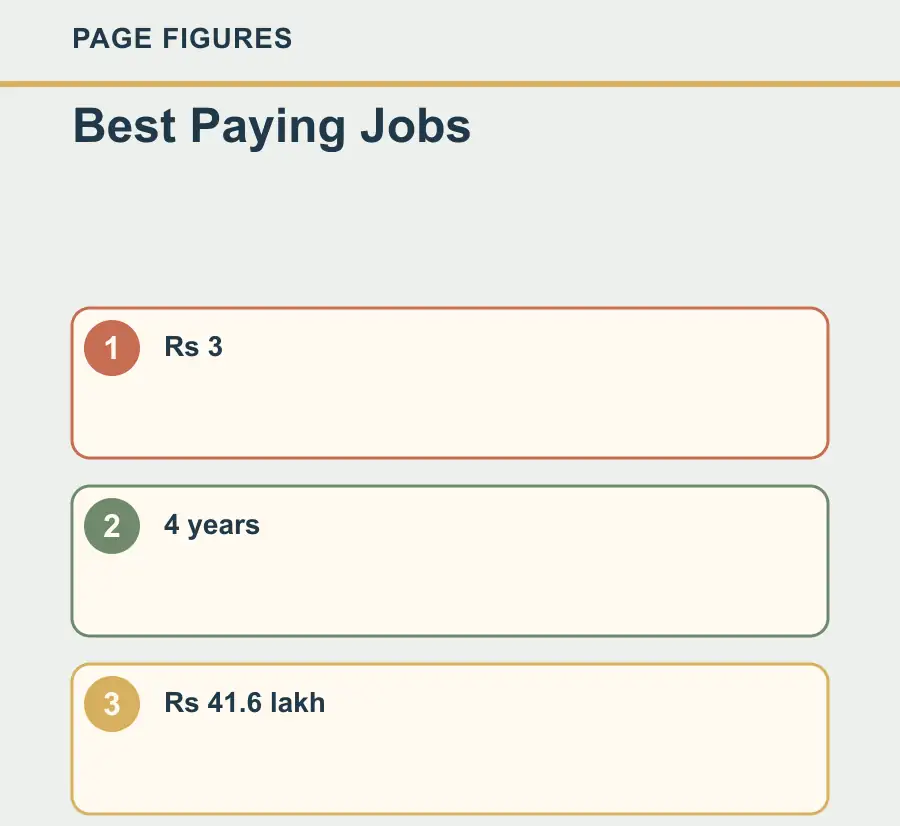 PAGE FIGURES
Best Paying Jobs
1
Rs 3
2
4 years
3
Rs 41.6 lakh